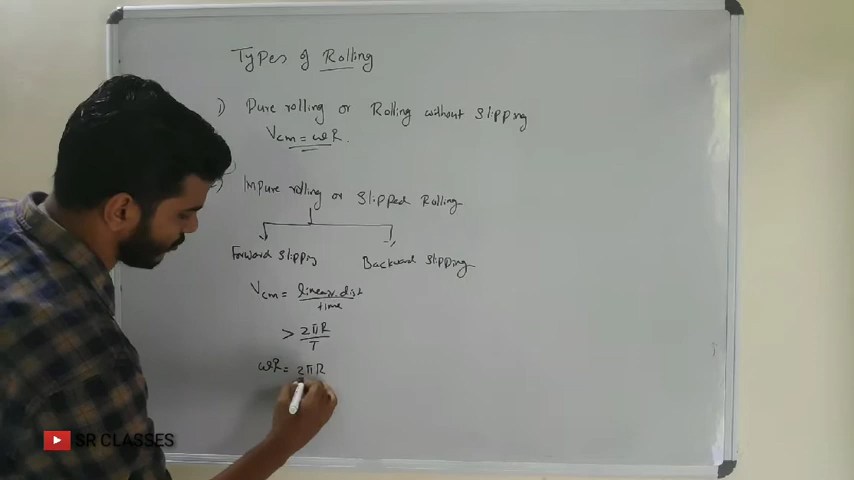 Types of Rolling
1) Pure rolling or Rolling without Slipping
Vcm = ωR.
) Impure rolling or Slipped Rolling
Forward Slipping Backward Slipping
Vcm = linear. dist / time
> 2πR / T
ωR = 2πR
SR CLASSES